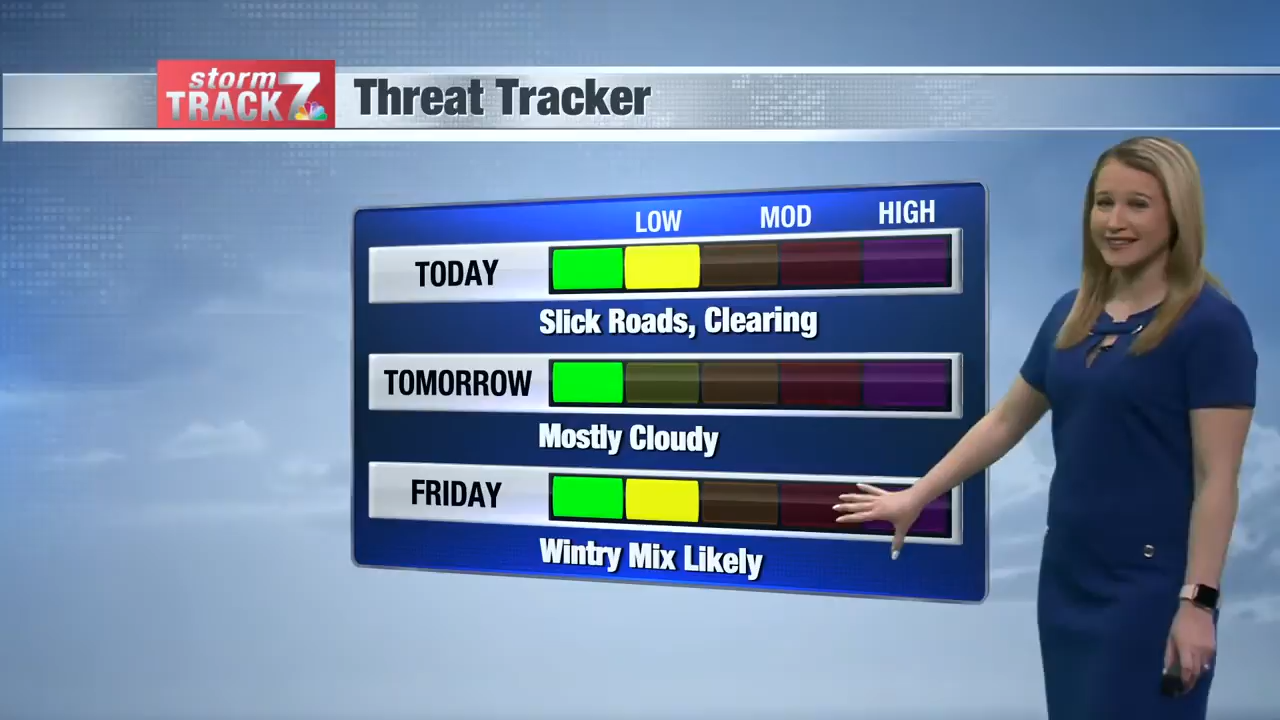 storm
TRACK 7
Threat Tracker
LOW MOD HIGH
TODAY
Slick Roads, Clearing
TOMORROW
Mostly Cloudy
FRIDAY
Wintry Mix Likely